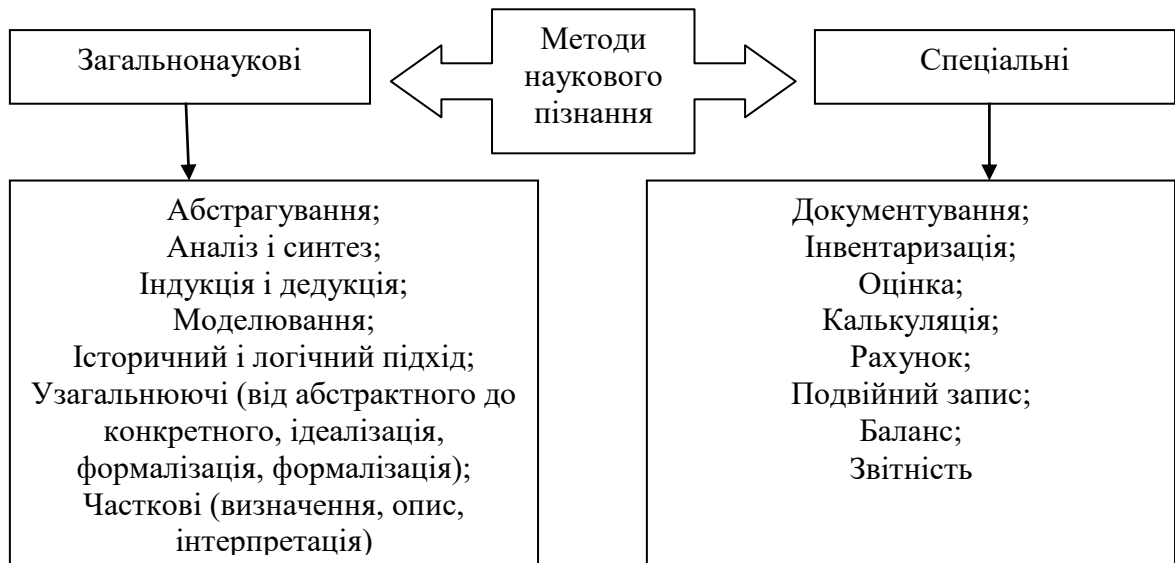 Загальнонаукові
Методи
наукового
пізнання
Спеціальні
Абстрагування;
Аналіз і синтез;
Індукція і дедукція;
Моделювання;
Історичний і логічний підхід;
Узагальнюючі (від абстрактного до
конкретного, ідеалізація,
формалізація, формалізація);
Часткові (визначення, опис,
інтерпретація)
Документування;
Інвентаризація;
Оцінка;
Калькуляція;
Рахунок;
Подвійний запис;
Баланс;
Звітність